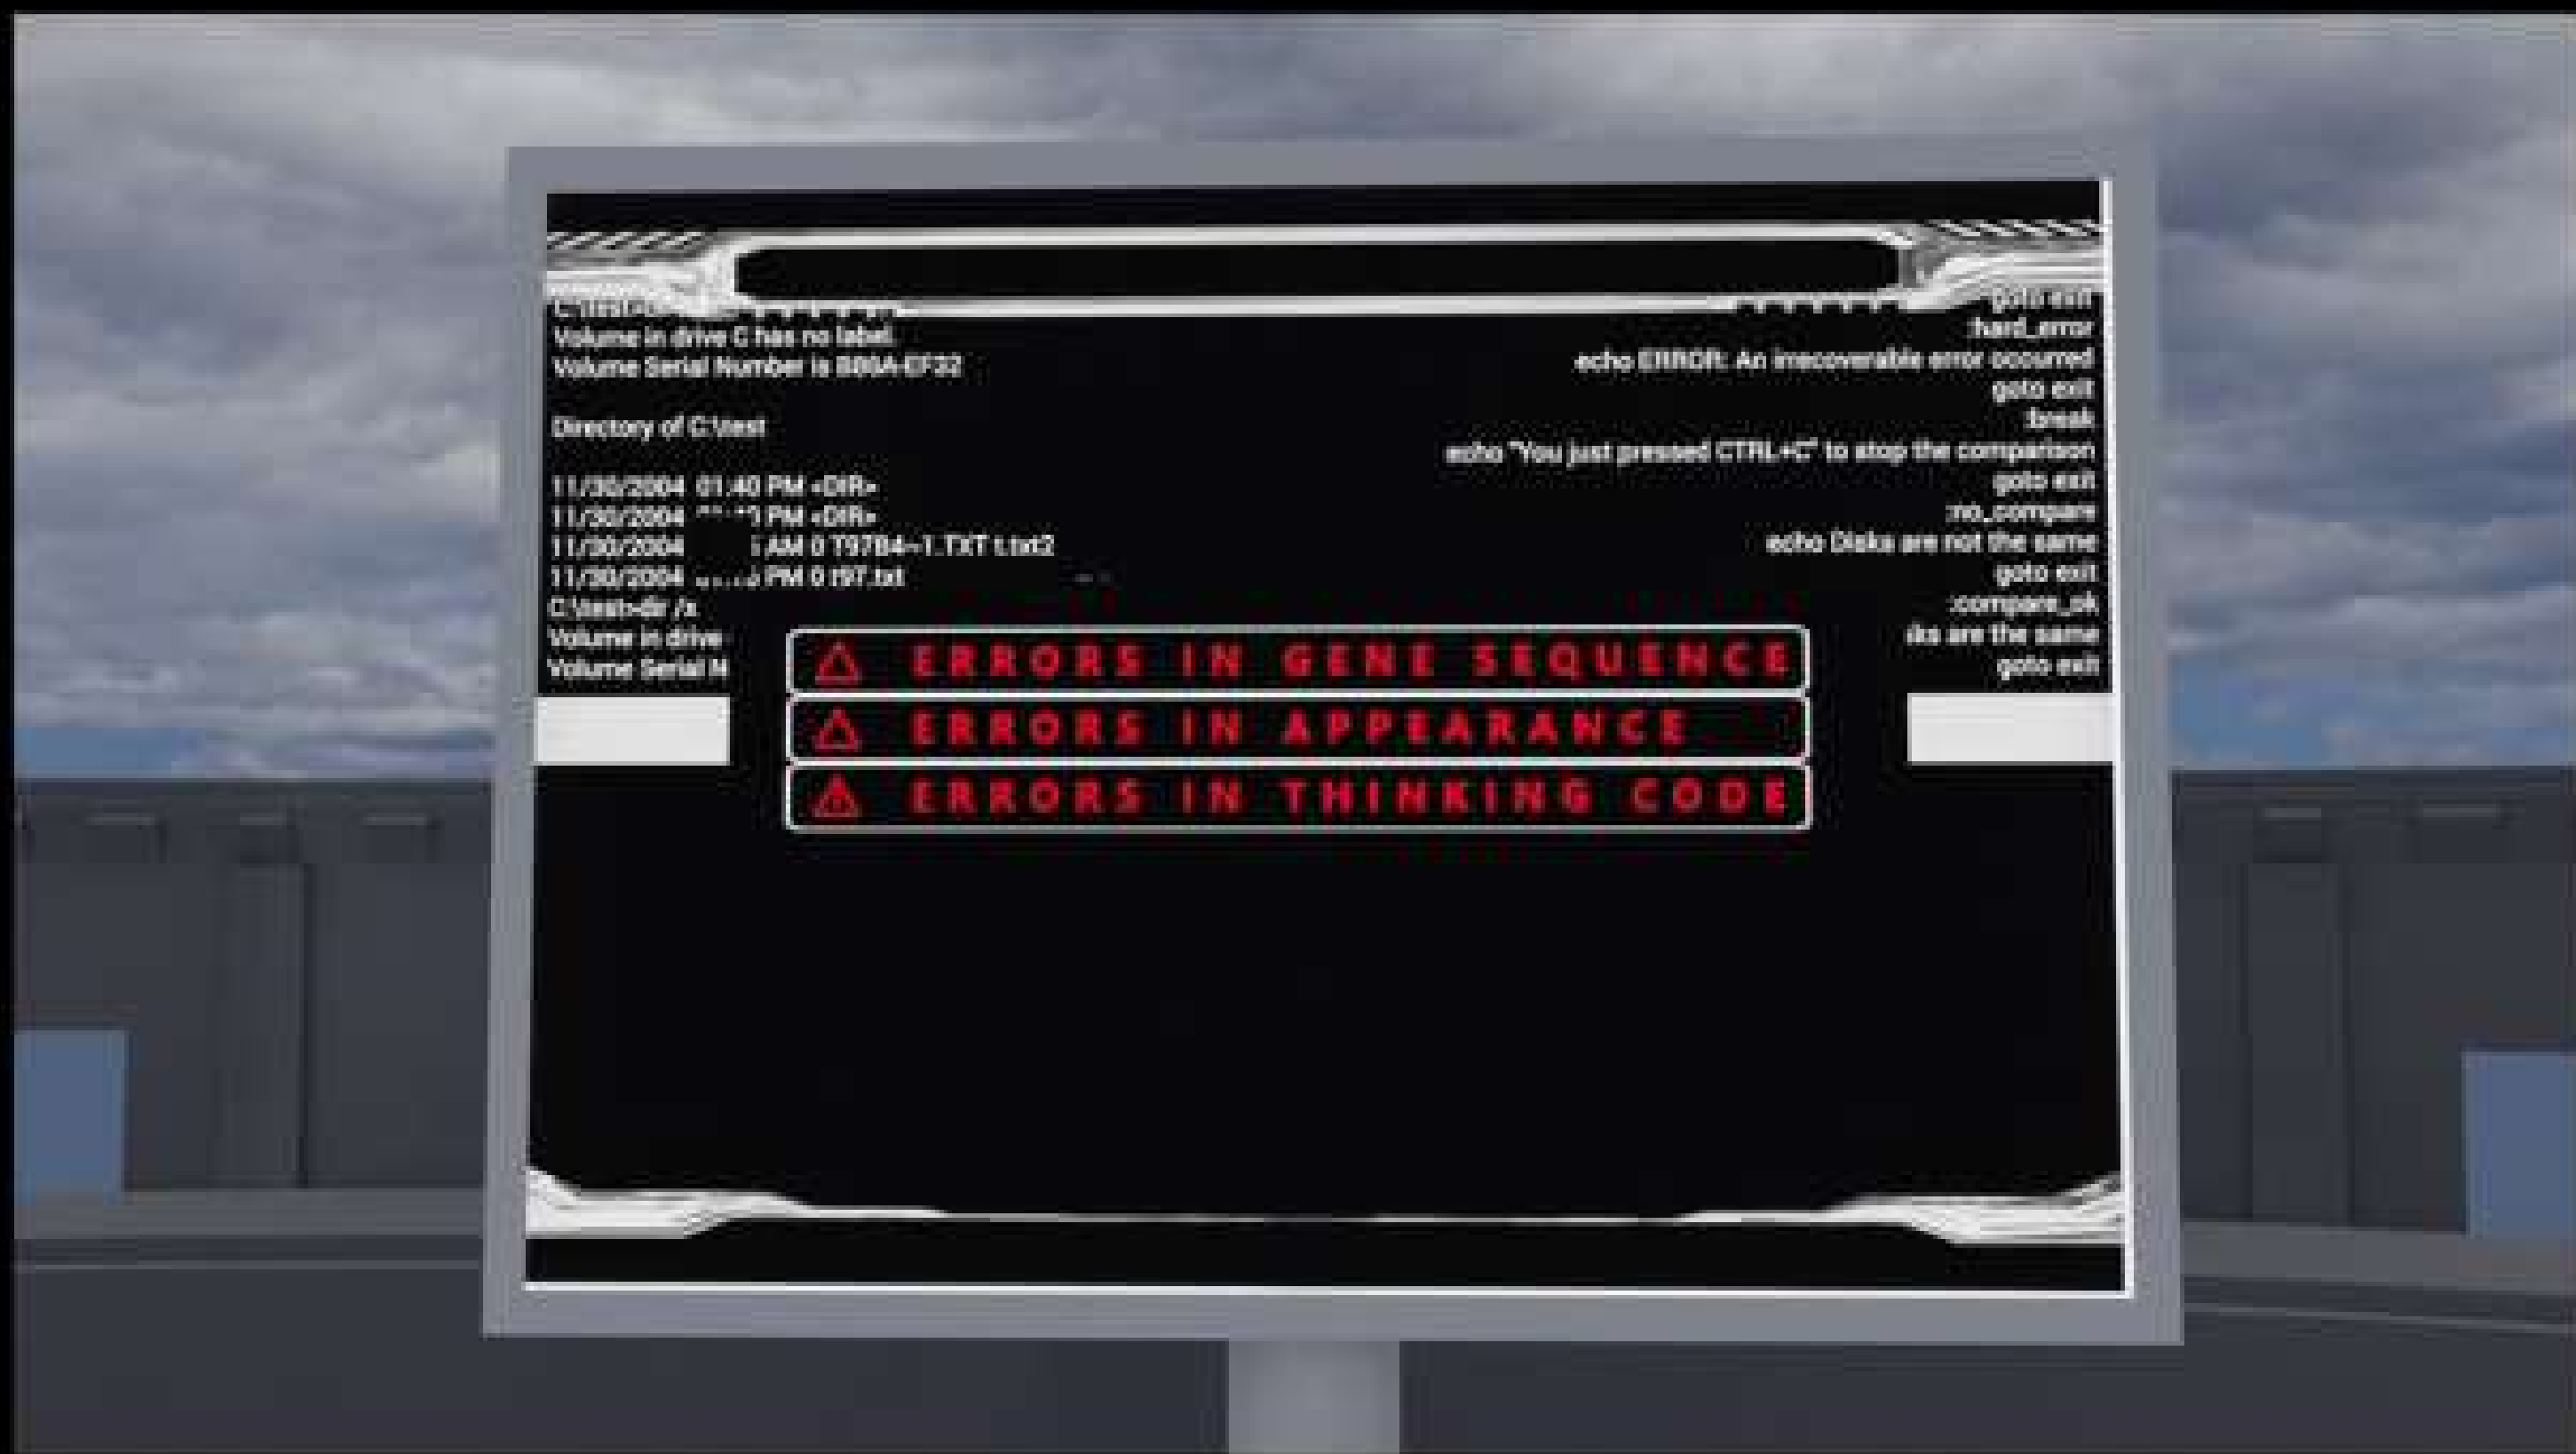 Volume in drive C has no label.
Volume Serial Number is
Directory of C:\test
11/30/2004 01:40 PM <DIR>
11/30/2004 PM <DIR>
11/30/2004 AM 0 T97B4~1.TXT t.txt2
11/30/2004 PM 0 t97.txt
C:\test>dir /x
Volume in drive
Volume Serial N
goto exit
:hard_error
echo ERROR: An irrecoverable error occurred
goto exit
:break
echo "You just pressed CTRL+C" to stop the comparison
goto exit
:no_compare
echo Disks are not the same
goto exit
:compare_ok
are the same
goto exit
ERRORS IN GENE SEQUENCE
ERRORS IN APPEARANCE
ERRORS IN THINKING CODE